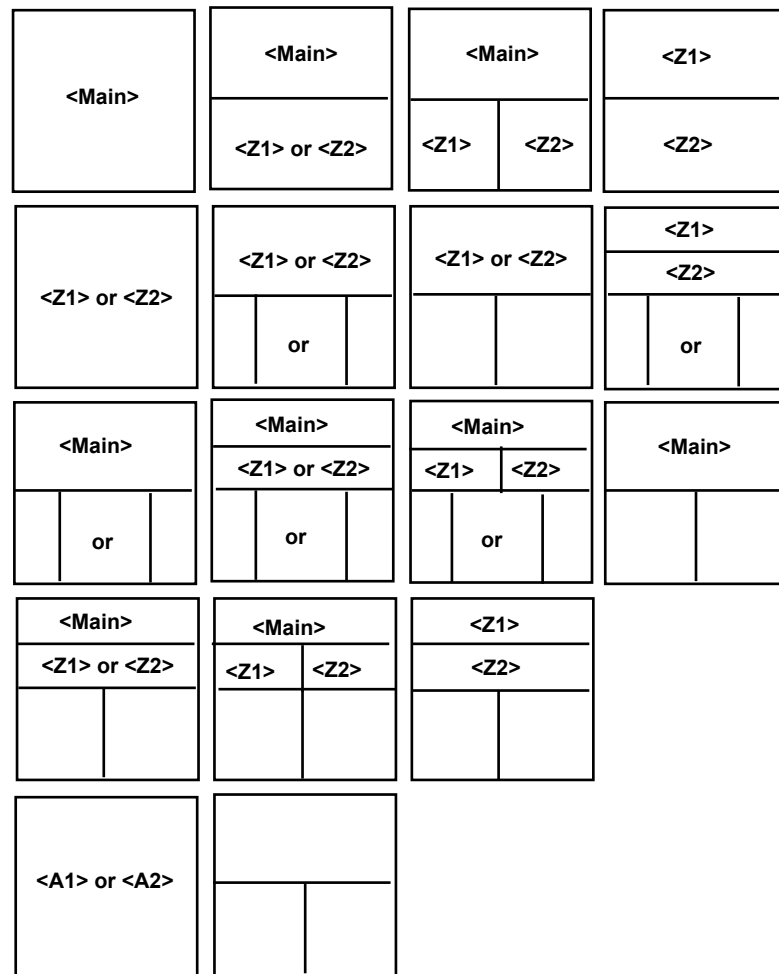 <Main>
<Main>
<Z1> or <Z2>
<Main>
<Z1>
<Z2>
<Z1>
<Z2>
<Z1> or <Z2>
<Z1> or <Z2>
or
<Z1> or <Z2>
<Z1>
<Z2>
or
<Main>
or
<Main>
<Z1> or <Z2>
or
<Main>
<Z1>
<Z2>
or
<Main>
<Main>
<Z1> or <Z2>
<Main>
<Z1>
<Z2>
<Z1>
<Z2>
<A1> or <A2>